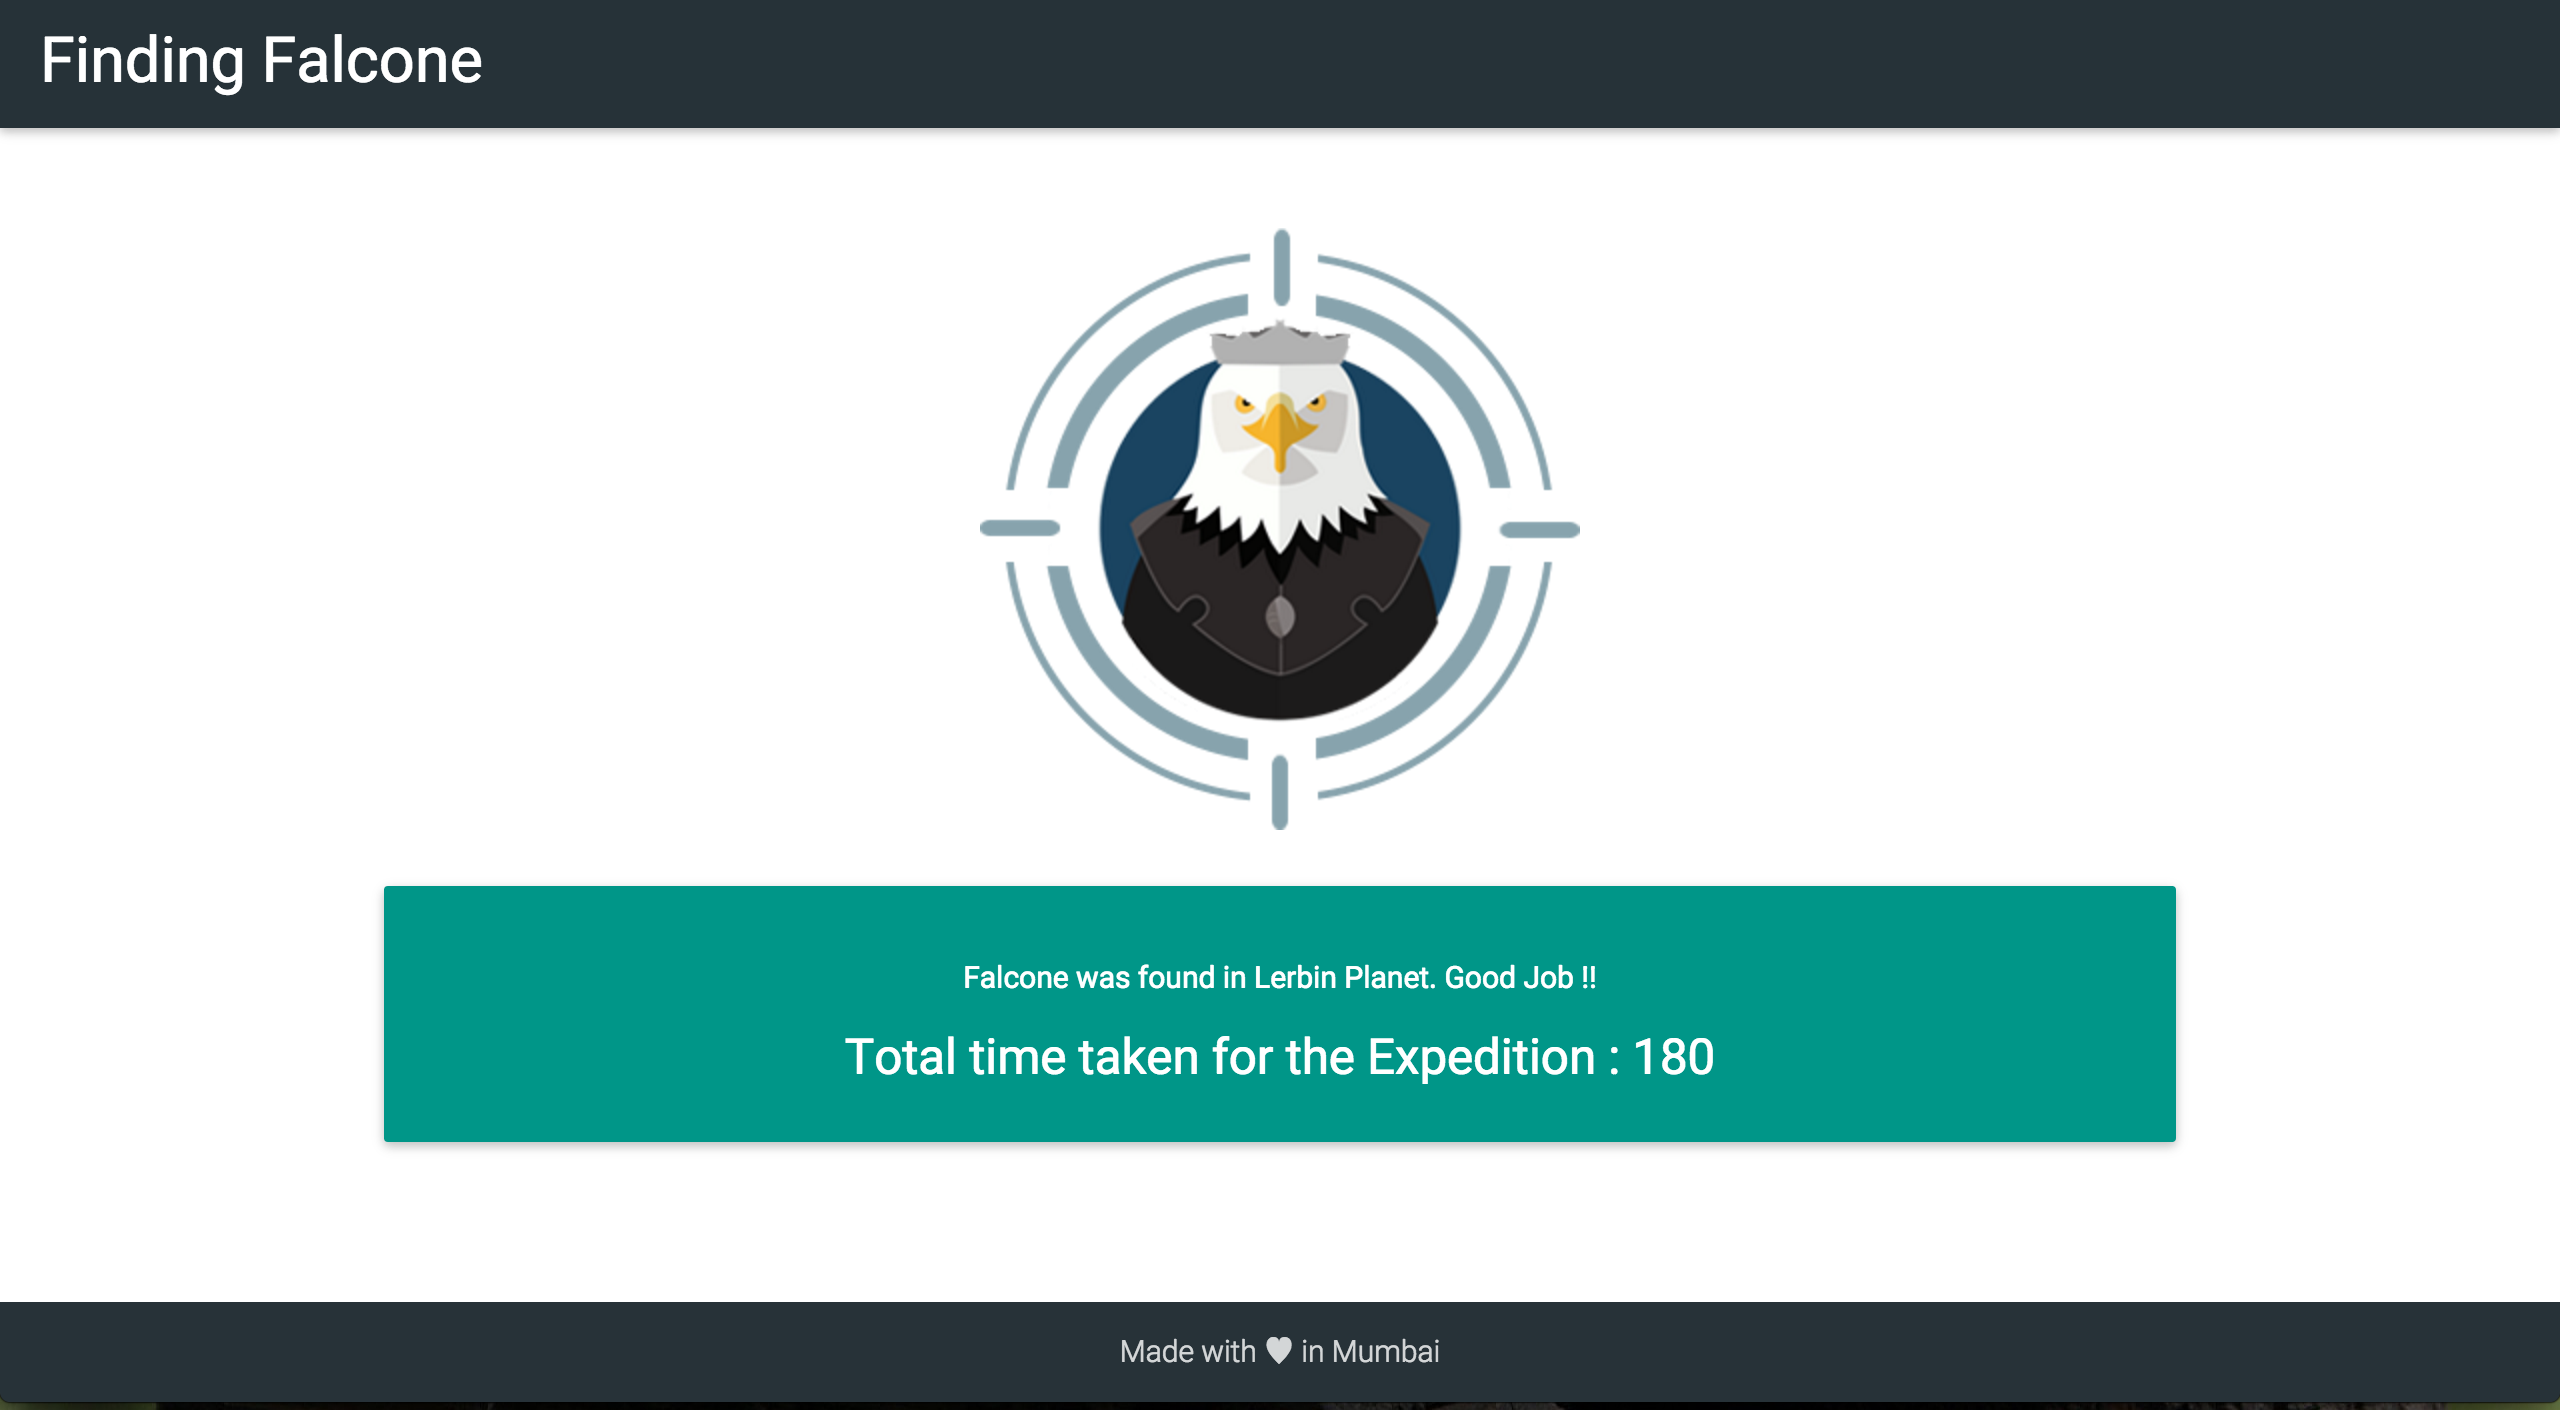 Finding Falcone
Falcone was found in Lerbin Planet. Good Job !!
Total time taken for the Expedition : 180
Made with ♥ in Mumbai